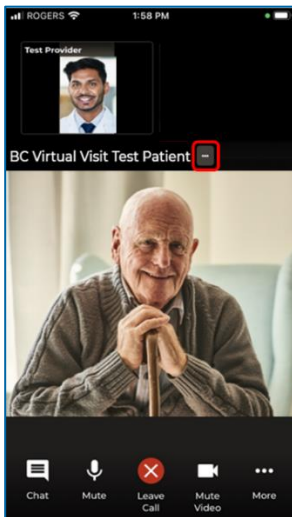 ROGERS 1:58 PM
Test Provider
BC Virtual Visit Test Patient
Chat Mute Leave Call Mute Video More